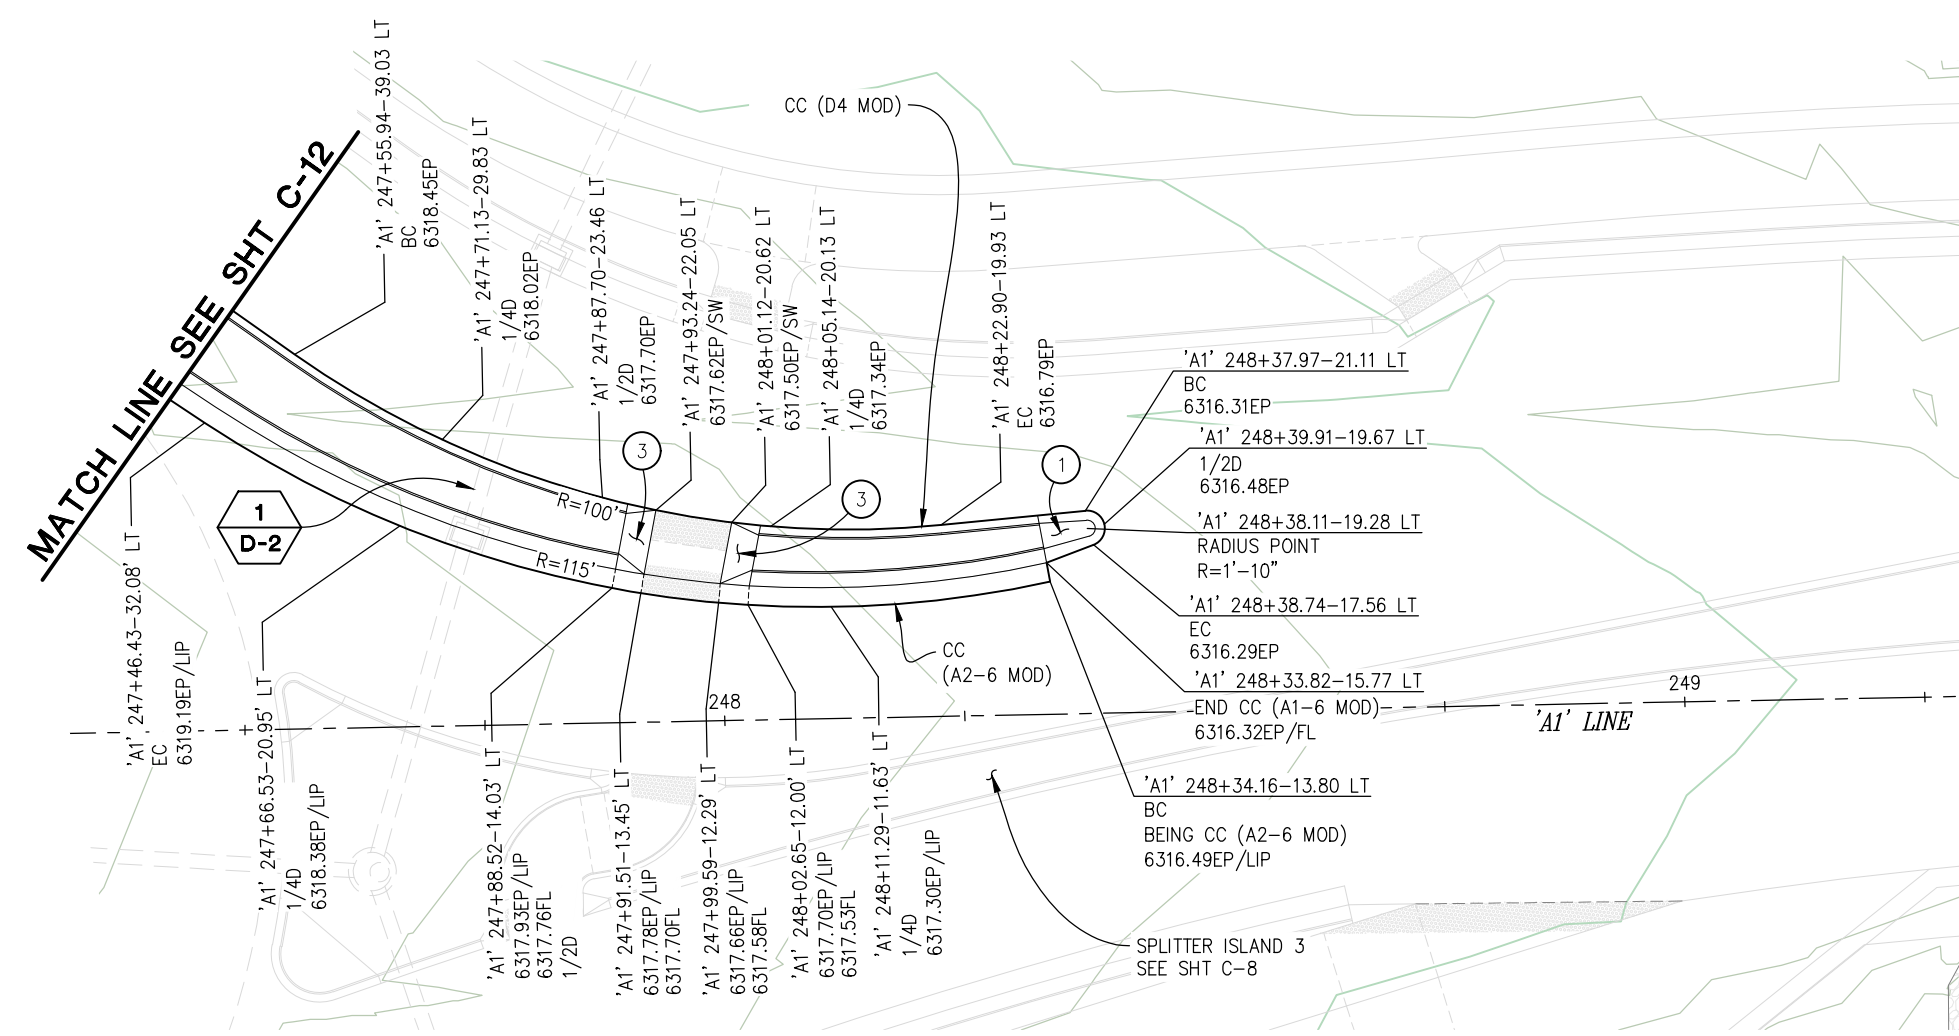 MATCH LINE SEE SHT C-12
'A1' 247+55.94-39.03 LT
BC
6318.45EP
'A1' 247+71.13-29.83 LT
1/4D
6318.02EP
'A1' 247+87.70-23.46 LT
1/2D
6317.70EP
'A1' 247+93.24-22.05 LT
6317.62EP/SW
'A1' 248+01.12-20.62 LT
6317.50EP/SW
'A1' 248+05.14-20.13 LT
1/4D
6317.34EP
CC (D4 MOD)
'A1' 248+22.90-19.93 LT
EC
6316.79EP
'A1' 248+37.97-21.11 LT
BC
6316.31EP
'A1' 248+39.91-19.67 LT
1/2D
6316.48EP
'A1' 248+38.11-19.28 LT
RADIUS POINT
R=1'-10"
'A1' 248+38.74-17.56 LT
EC
6316.29EP
'A1' 248+33.82-15.77 LT
END CC (A1-6 MOD)
6316.32EP/FL
'A1' 248+34.16-13.80 LT
BC
BEING CC (A2-6 MOD)
6316.49EP/LIP
3
3
1
R=100'
R=115'
1
D-2
CC
(A2-6 MOD)
248
249
'A1' LINE
'A1' 247+46.43-32.08' LT
EC
6319.19EP/LIP
'A1' 247+66.53-20.95' LT
1/4D
6318.38EP/LIP
'A1' 247+88.52-14.03' LT
6317.93EP/LIP
6317.76FL
1/2D
'A1' 247+91.51-13.45' LT
6317.78EP/LIP
6317.70FL
'A1' 247+99.59-12.29' LT
6317.66EP/LIP
6317.58FL
'A1' 248+02.65-12.00' LT
6317.70EP/LIP
6317.53FL
'A1' 248+11.29-11.63' LT
1/4D
6317.30EP/LIP
SPLITTER ISLAND 3
SEE SHT C-8